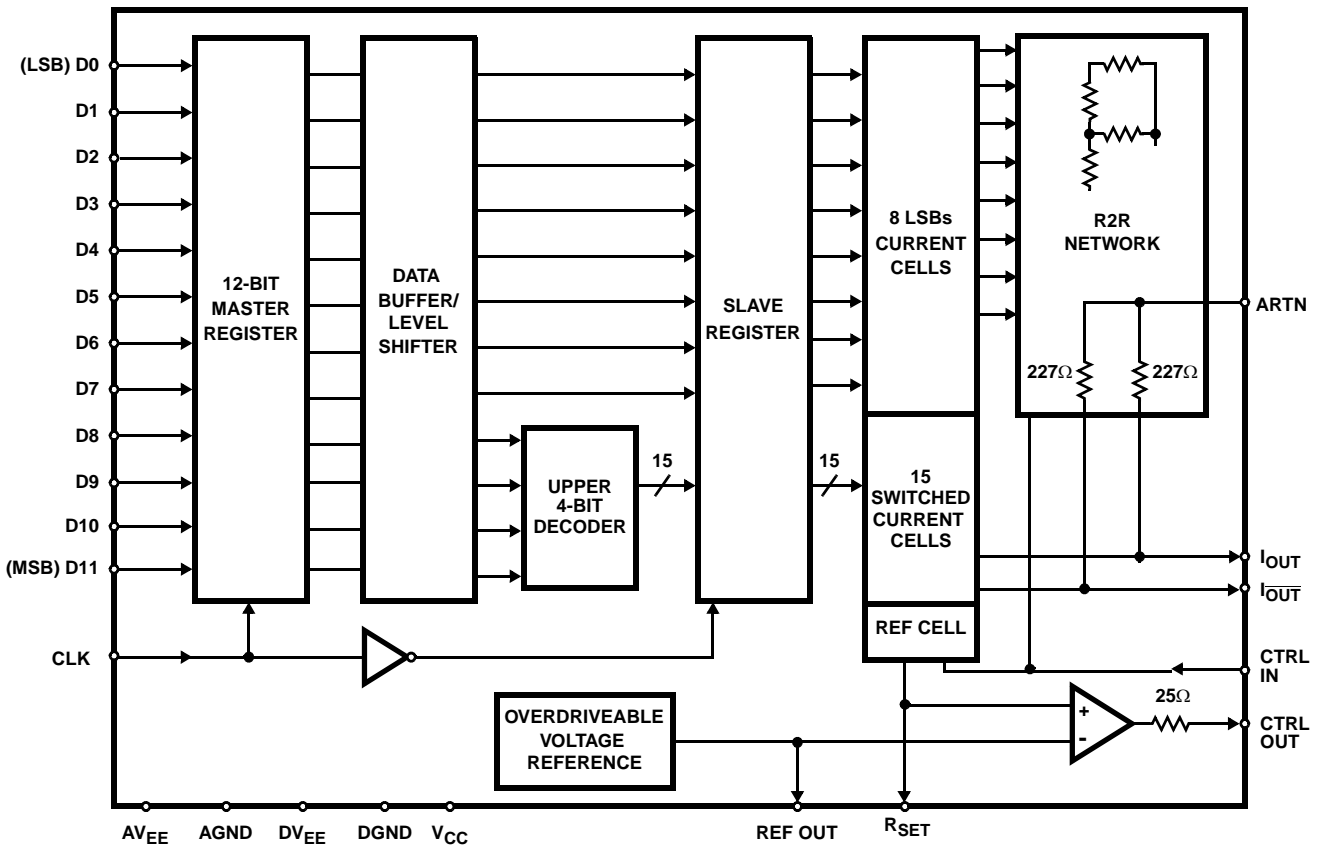 (LSB) D0
D1
D2
D3
D4
D5
D6
D7
D8
D9
D10
(MSB) D11
CLK
12-BIT
MASTER
REGISTER
DATA
BUFFER/
LEVEL
SHIFTER
UPPER
4-BIT
DECODER
15
SLAVE
REGISTER
15
8 LSBs
CURRENT
CELLS
15
SWITCHED
CURRENT
CELLS
REF CELL
R2R
NETWORK
227Ω
227Ω
ARTN
IOUT
IOUT
CTRL
IN
25Ω
CTRL
OUT
+
-
OVERDRIVEABLE
VOLTAGE
REFERENCE
AVEE
AGND
DVEE
DGND
VCC
REF OUT
RSET